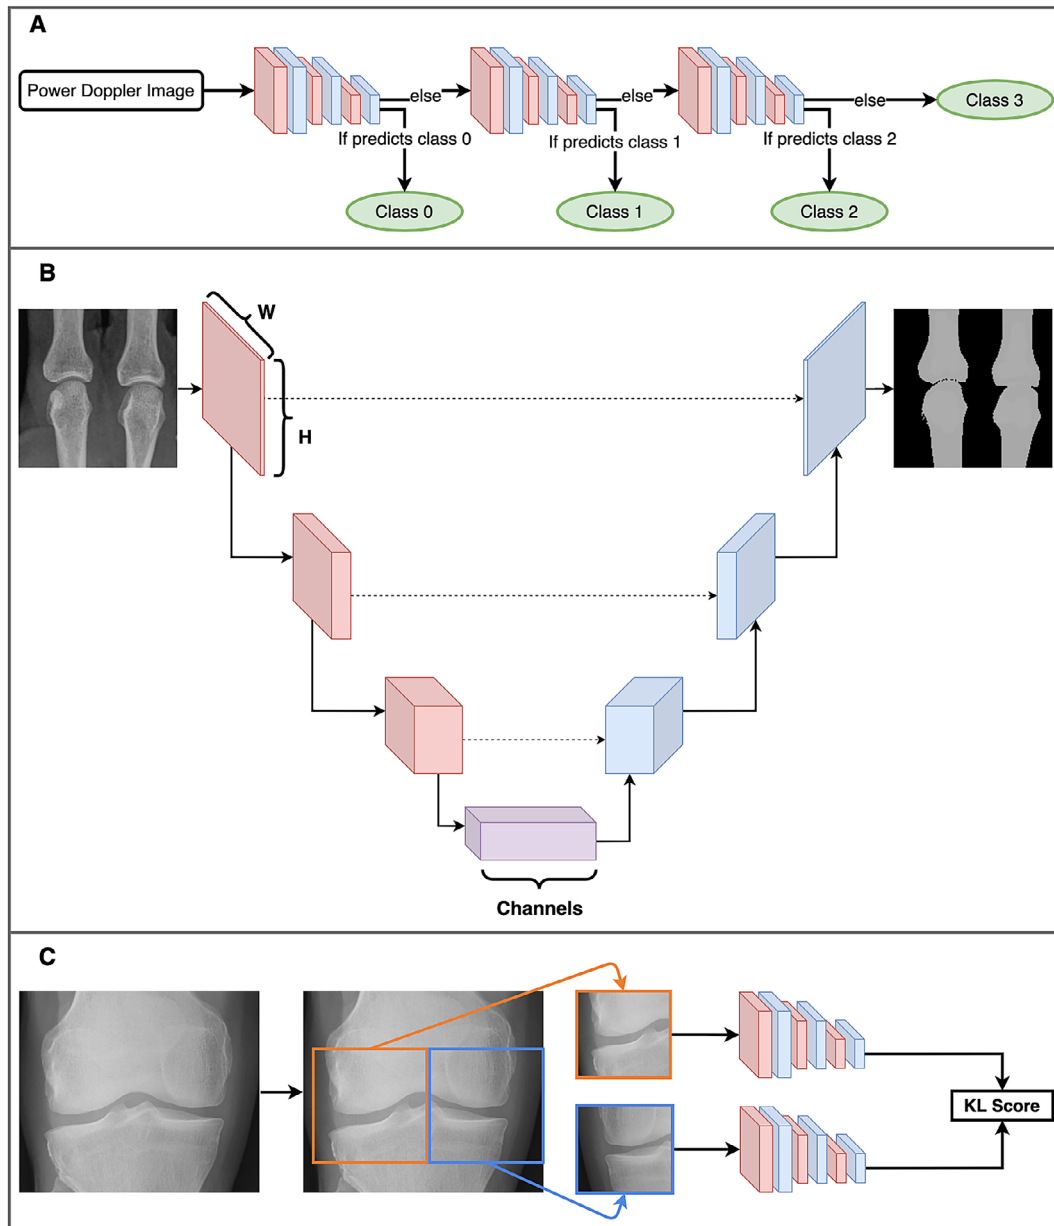 A
Power Doppler Image
else
else
else
Class 3
If predicts class 0
If predicts class 1
If predicts class 2
Class 0
Class 1
Class 2
B
W
H
Channels
C
KL Score